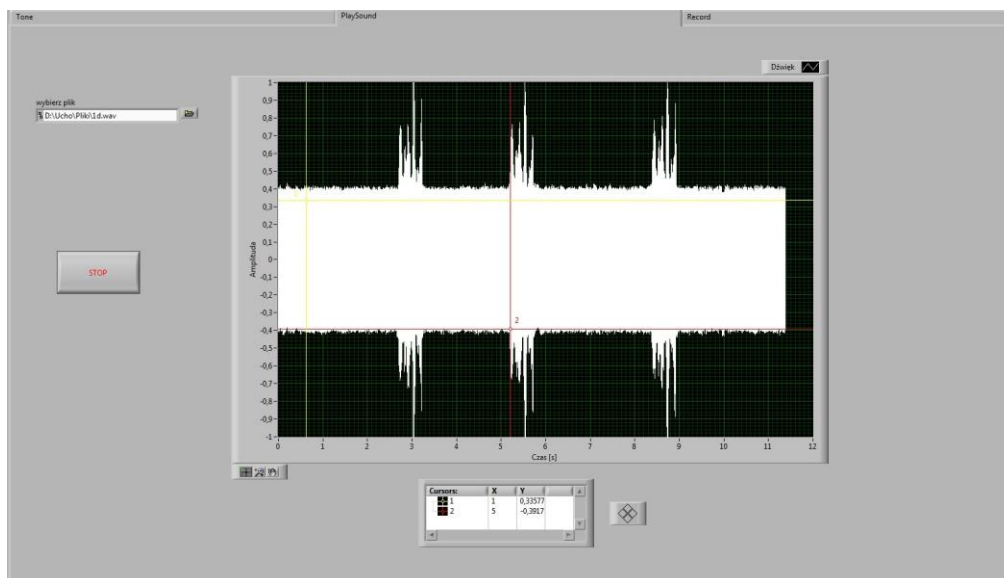 Tone
PlaySound
Record
Dźwięk
wybierz plik
D:\Ucho\Pliki\1d.wav
STOP
Amplituda
1
0,9
0,8
0,7
0,6
0,5
0,4
0,3
0,2
0,1
0
-0,1
-0,2
-0,3
-0,4
-0,5
-0,6
-0,7
-0,8
-0,9
-1
2
0 1 2 3 4 5 6 7 8 9 10 11 12
Czas [s]
Cursors: X Y
1 1 0,33577
2 5 -0,3917